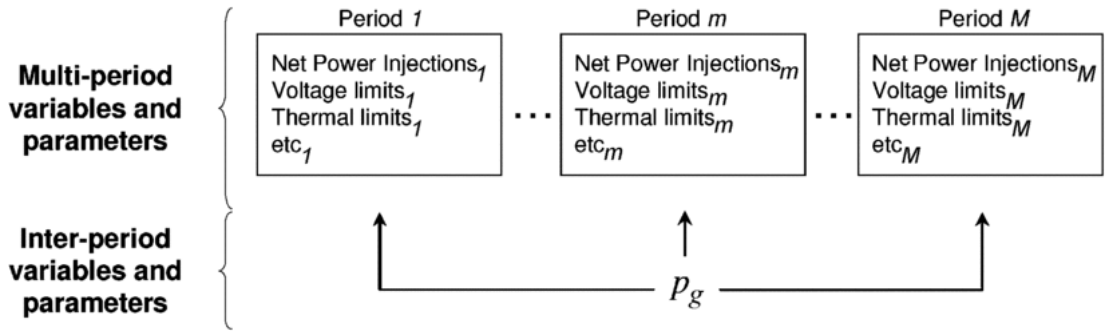 Period 1
Period m
Period M
Multi-period
variables and
parameters
Net Power Injections1
Voltage limits1
Thermal limits1
etc1
...
Net Power Injectionsm
Voltage limitsm
Thermal limitsm
etcm
...
Net Power InjectionsM
Voltage limitsM
Thermal limitsM
etcM
Inter-period
variables and
parameters
pg